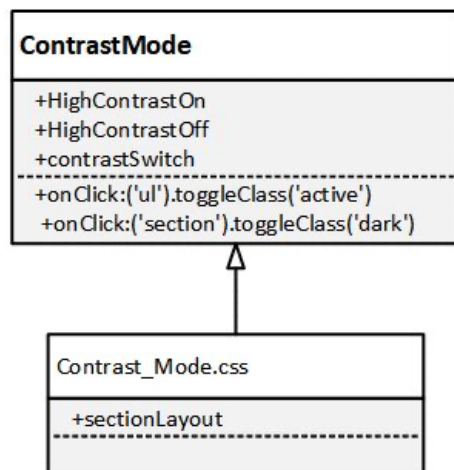 ContrastMode
+HighContrastOn
+HighContrastOff
+contrastSwitch
+onClick:('ul').toggleClass('active')
+onClick:('section').toggleClass('dark')
Contrast_Mode.css
+sectionLayout